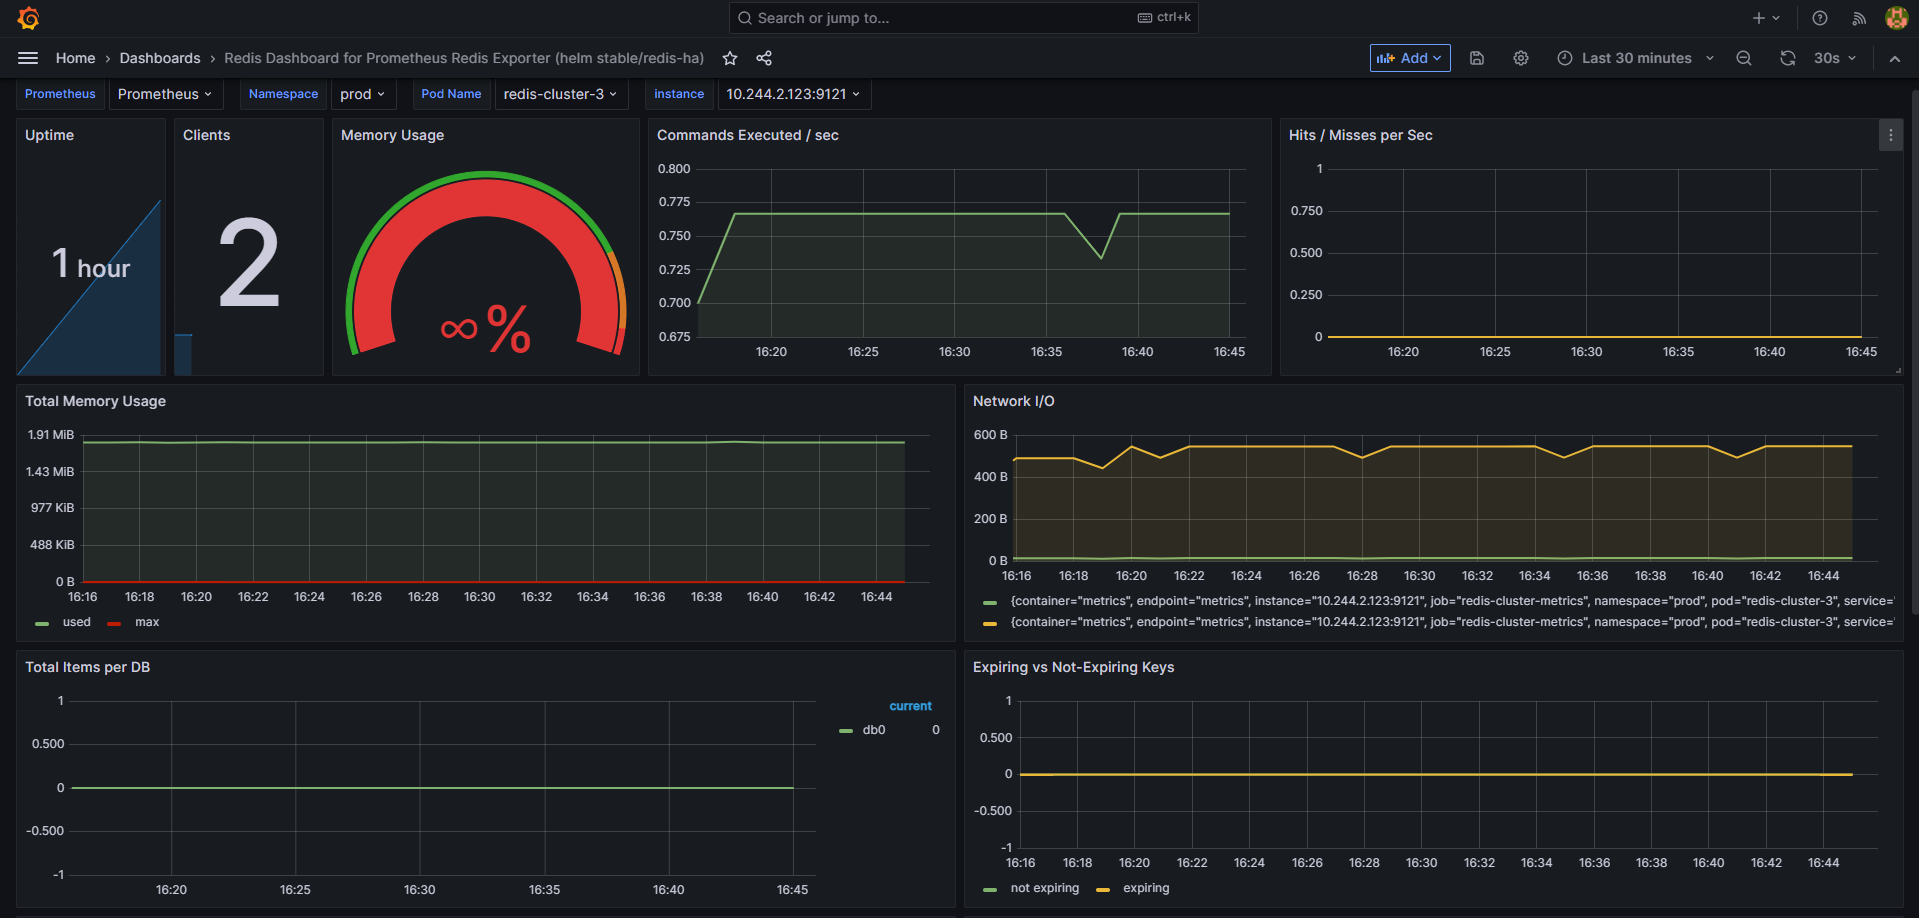 Search or jump to...
ctrl+k
Home
Dashboards
Redis Dashboard for Prometheus Redis Exporter (helm stable/redis-ha)
Add
Last 30 minutes
30s
Prometheus
Prometheus
Namespace
prod
Pod Name
redis-cluster-3
instance
10.244.2.123:9121
Uptime
1 hour
Clients
2
Memory Usage
∞%
Commands Executed / sec
0.800
0.775
0.750
0.725
0.700
0.675
16:20 16:25 16:30 16:35 16:40 16:45
Hits / Misses per Sec
1
0.750
0.500
0.250
0
16:20 16:25 16:30 16:35 16:40 16:45
Total Memory Usage
1.91 MiB
1.43 MiB
977 KiB
488 KiB
0 B
16:16 16:18 16:20 16:22 16:24 16:26 16:28 16:30 16:32 16:34 16:36 16:38 16:40 16:42 16:44
used max
Network I/O
600 B
400 B
200 B
0 B
16:16 16:18 16:20 16:22 16:24 16:26 16:28 16:30 16:32 16:34 16:36 16:38 16:40 16:42 16:44
{container="metrics", endpoint="metrics", instance="10.244.2.123:9121", job="redis-cluster-metrics", namespace="prod", pod="redis-cluster-3", service="
{container="metrics", endpoint="metrics", instance="10.244.2.123:9121", job="redis-cluster-metrics", namespace="prod", pod="redis-cluster-3", service="
Total Items per DB
1
0.500
0
-0.500
-1
16:20 16:25 16:30 16:35 16:40 16:45
current
db0 0
Expiring vs Not-Expiring Keys
1
0.500
0
-0.500
-1
16:16 16:18 16:20 16:22 16:24 16:26 16:28 16:30 16:32 16:34 16:36 16:38 16:40 16:42 16:44
not expiring expiring